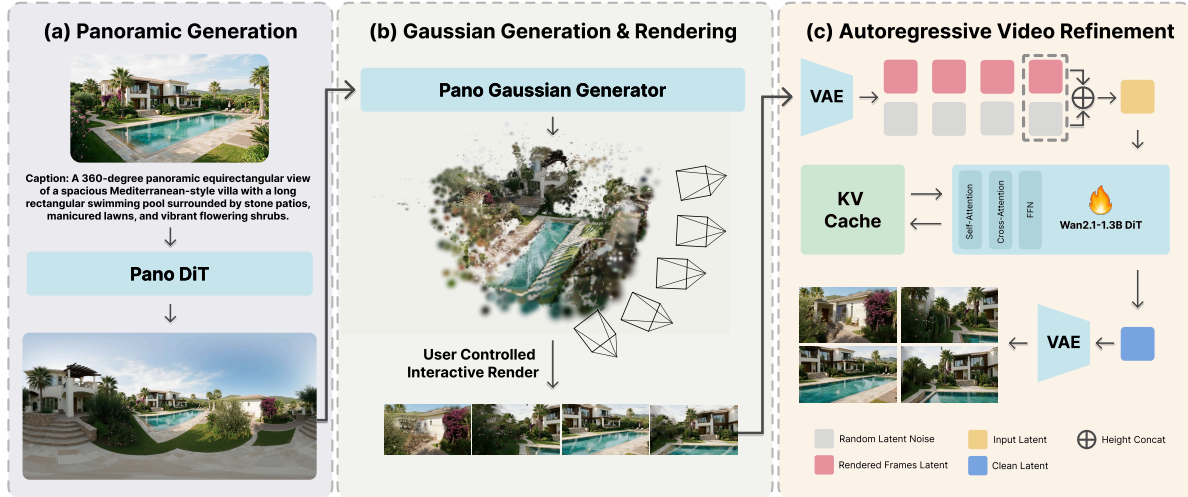 (a) Panoramic Generation
Caption: A 360-degree panoramic equirectangular view
of a spacious Mediterranean-style villa with a long
rectangular swimming pool surrounded by stone patios,
manicured lawns, and vibrant flowering shrubs.
Pano DiT
(b) Gaussian Generation & Rendering
Pano Gaussian Generator
User Controlled
Interactive Render
(c) Autoregressive Video Refinement
VAE
KV
Cache
Self-Attention
Cross-Attention
FFN
Wan2.1-1.3B DiT
VAE
Random Latent Noise
Input Latent
Height Concat
Rendered Frames Latent
Clean Latent